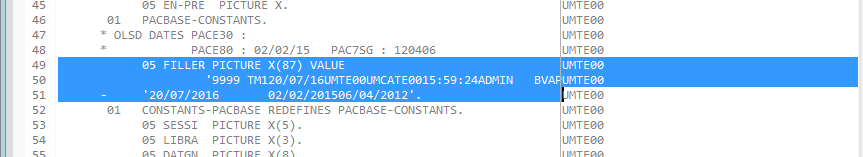 45 05 EN-PRE PICTURE X. UMTE00
46 01 PACBASE-CONSTANTS. UMTE00
47 * OLSD DATES PACE30 : UMTE00
48 * PACE80 : 02/02/15 PAC7SG : 120406 UMTE00
49 05 FILLER PICTURE X(87) VALUE UMTE00
50 '9999 TM120/07/16UMTE00UMCATE0015:59:24ADMIN BVAPUMTE00
51 - '20/07/2016 02/02/201506/04/2012'. UMTE00
52 01 CONSTANTS-PACBASE REDEFINES PACBASE-CONSTANTS. UMTE00
53 05 SESSI PICTURE X(5). UMTE00
54 05 LIBRA PICTURE X(3). UMTE00
55 05 DATGN PICTURE X(8). UMTE00